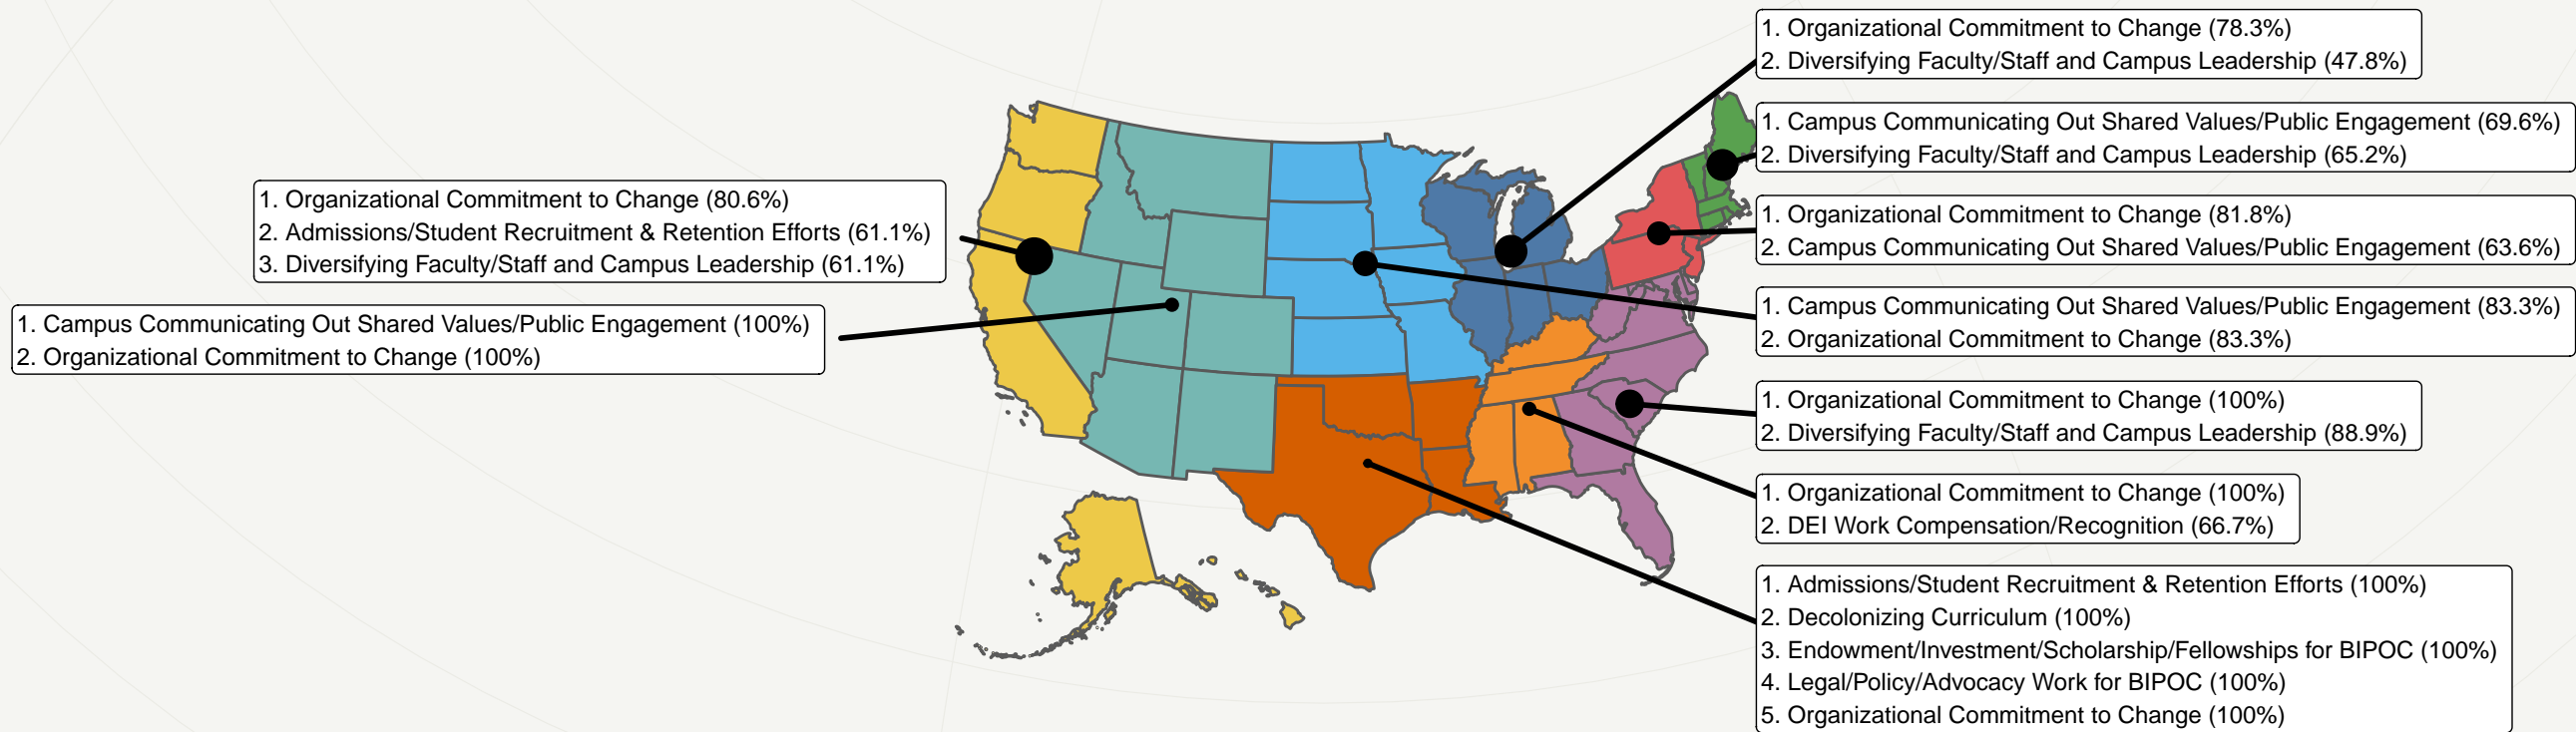 1. Organizational Commitment to Change (80.6%)
2. Admissions/Student Recruitment & Retention Efforts (61.1%)
3. Diversifying Faculty/Staff and Campus Leadership (61.1%)
1. Campus Communicating Out Shared Values/Public Engagement (100%)
2. Organizational Commitment to Change (100%)
1. Organizational Commitment to Change (78.3%)
2. Diversifying Faculty/Staff and Campus Leadership (47.8%)
1. Campus Communicating Out Shared Values/Public Engagement (69.6%)
2. Diversifying Faculty/Staff and Campus Leadership (65.2%)
1. Organizational Commitment to Change (81.8%)
2. Campus Communicating Out Shared Values/Public Engagement (63.6%)
1. Campus Communicating Out Shared Values/Public Engagement (83.3%)
2. Organizational Commitment to Change (83.3%)
1. Organizational Commitment to Change (100%)
2. Diversifying Faculty/Staff and Campus Leadership (88.9%)
1. Organizational Commitment to Change (100%)
2. DEI Work Compensation/Recognition (66.7%)
1. Admissions/Student Recruitment & Retention Efforts (100%)
2. Decolonizing Curriculum (100%)
3. Endowment/Investment/Scholarship/Fellowships for BIPOC (100%)
4. Legal/Policy/Advocacy Work for BIPOC (100%)
5. Organizational Commitment to Change (100%)